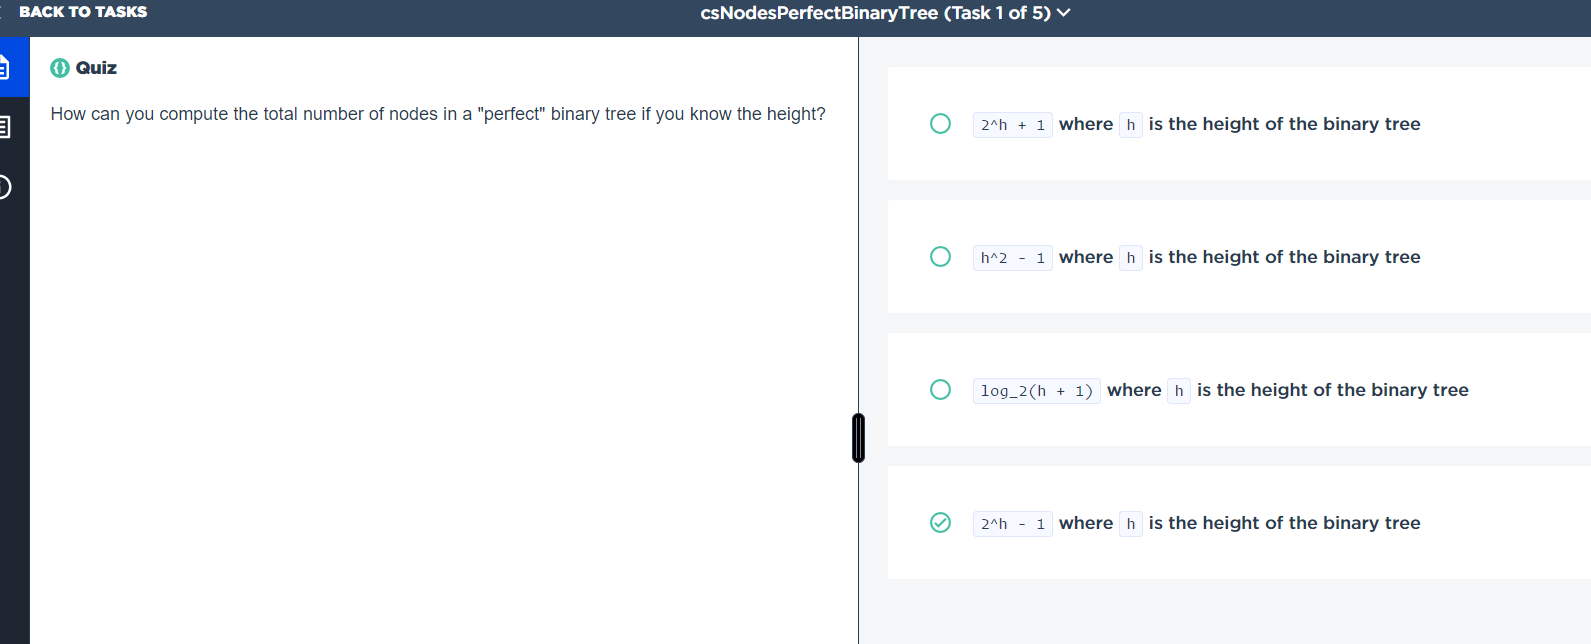 BACK TO TASKS
csNodesPerfectBinaryTree (Task 1 of 5)
Quiz
How can you compute the total number of nodes in a "perfect" binary tree if you know the height?
2^h + 1 where h is the height of the binary tree
h^2 - 1 where h is the height of the binary tree
log_2(h + 1) where h is the height of the binary tree
2^h - 1 where h is the height of the binary tree